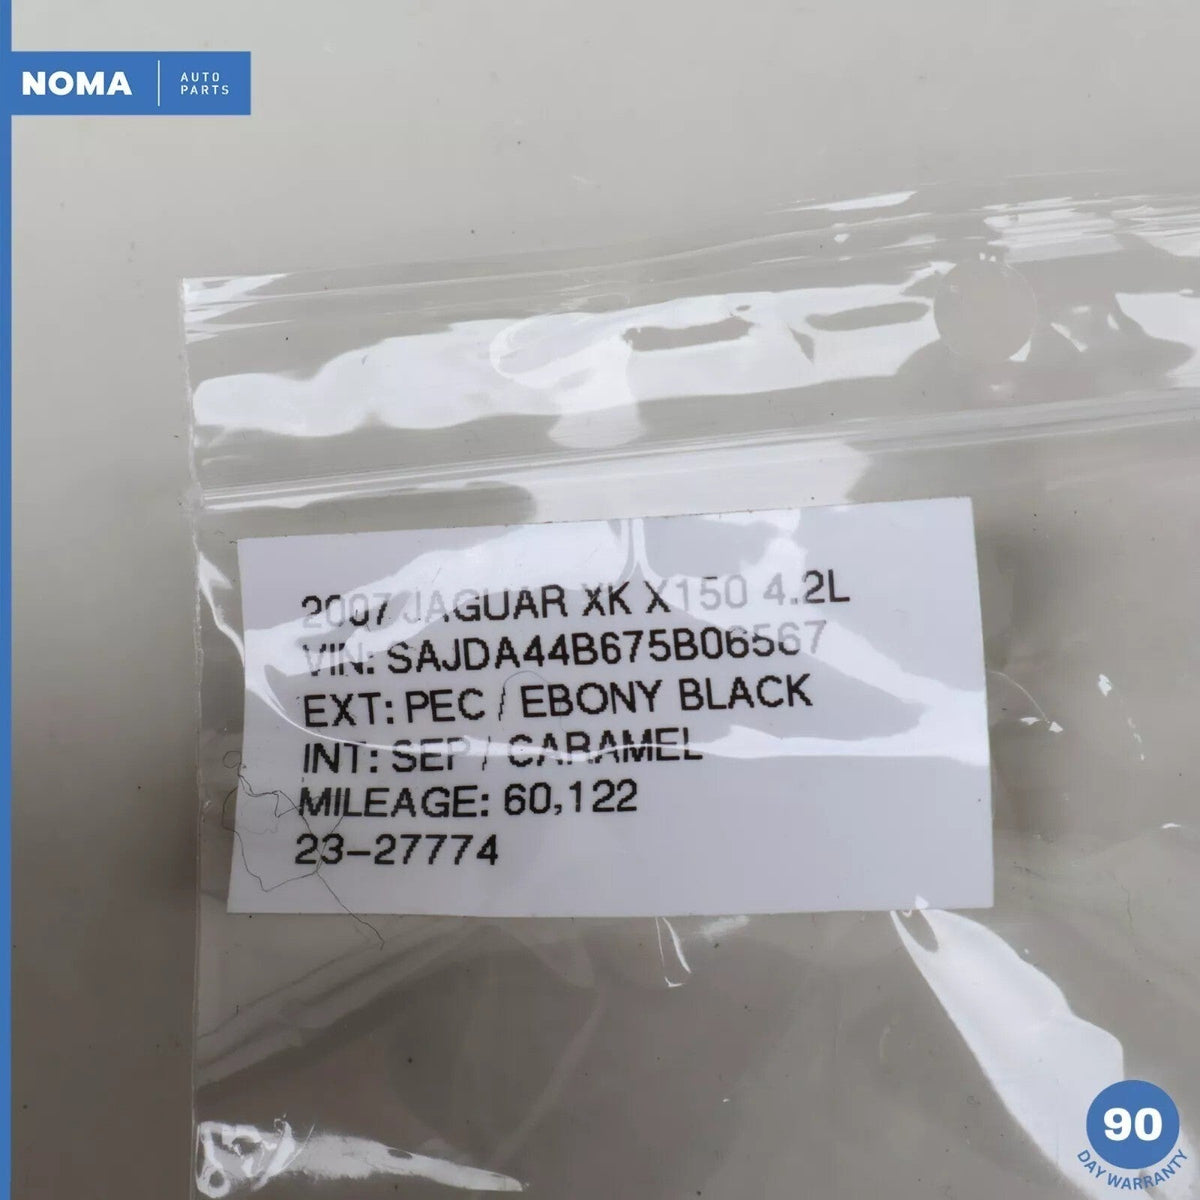 NOMA AUTO PARTS
2007 JAGUAR XK X150 4.2L
VIN: SAJDA44B675B06567
EXT: PEC / EBONY BLACK
INT: SEP / CARAMEL
MILEAGE: 60,122
23-27774
90
DAY WARRANTY